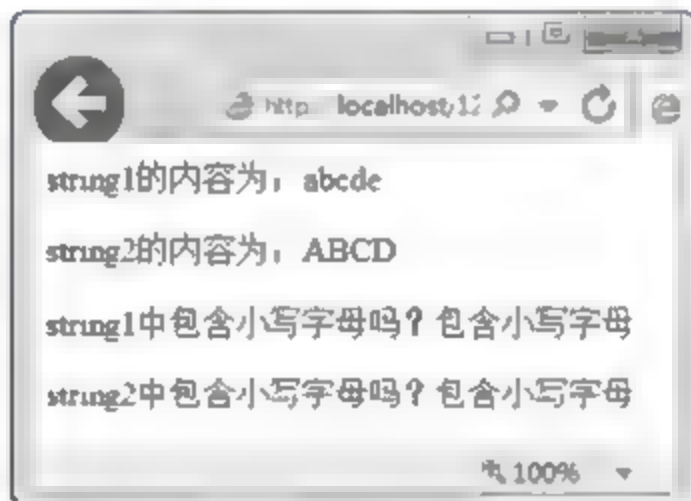 http localhost/12
string1的内容为：abcde
string2的内容为：ABCD
string1中包含小写字母吗？包含小写字母
string2中包含小写字母吗？包含小写字母
100%